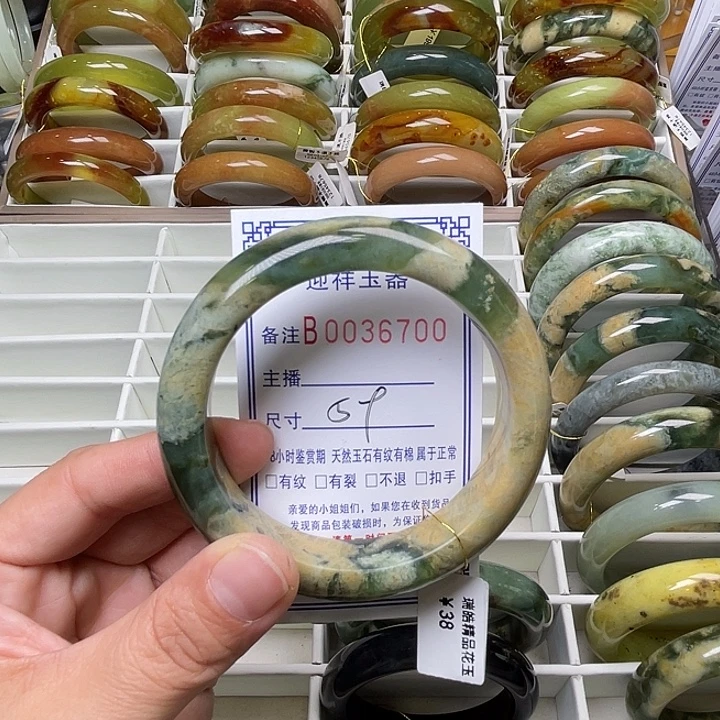 迎祥玉器
备注B0036700
主播
尺寸 59
小时鉴赏期 天然玉石有纹有棉 属于正常
□有纹 □有裂 □不退 □扣手
亲爱的小姐姐们，如果您在收到货品
发现商品包装破损时，为保证
瑞皓精品花玉
¥38